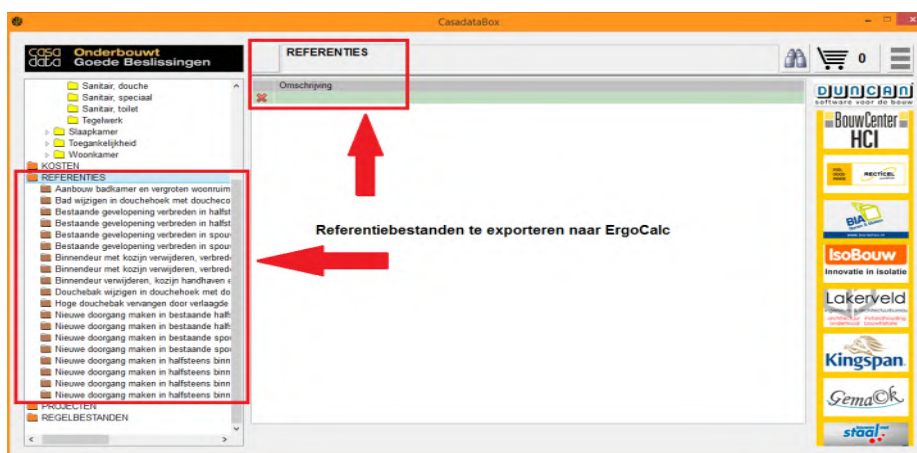 CasadataBox
casa data
Onderbouwt
Goede Beslissingen
REFERENTIES
0
Omschrijving
Sanitair, douche
Sanitair, speciaal
Sanitair, toilet
Tegelwerk
Slaapkamer
Toegankelijkheid
Woonkamer
KOSTEN
REFERENTIES
Aanbouw badkamer en vergroten woonruim
Bad wijzigen in douchehoek met doucheco
Bestaande gevelopening verbreden in halfst
Bestaande gevelopening verbreden in halfst
Bestaande gevelopening verbreden in spou
Bestaande gevelopening verbreden in spou
Binnendeur met kozijn verwijderen, verbred
Binnendeur met kozijn verwijderen, verbred
Binnendeur verwijderen, kozijn handhaven e
Douchebak wijzigen in douchehoek met do
Hoge douchebak vervangen door verlaagde
Nieuwe doorgang maken in bestaande half
Nieuwe doorgang maken in bestaande half
Nieuwe doorgang maken in bestaande spo
Nieuwe doorgang maken in bestaande spo
Nieuwe doorgang maken in halfsteens binn
Nieuwe doorgang maken in halfsteens binn
Nieuwe doorgang maken in halfsteens binn
Nieuwe doorgang maken in halfsteens binn
PROJECTEN
REGELBESTANDEN
Referentiebestanden te exporteren naar ErgoCalc
DUNCAN
software voor de bouw
BouwCenter
HCI
RECTICEL
BIA
IsoBouw
Innovatie in isolatie
Lakerveld
Kingspan
Gemaok
staal